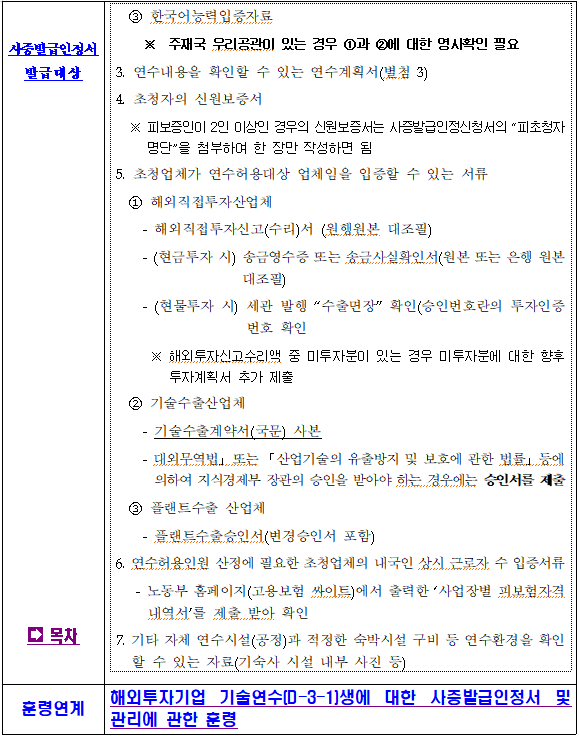 사증발급인정서
발급대상
➡ 목차
③ 한국어능력입증자료
※ 주재국 우리공관이 있는 경우 ①과 ②에 대한 영사확인 필요
3. 연수내용을 확인할 수 있는 연수계획서(별첨 3)
4. 초청자의 신원보증서
※ 피보증인이 2인 이상인 경우의 신원보증서는 사증발급인정신청서의 “피초청자
명단”을 첨부하여 한 장만 작성하면 됨
5. 초청업체가 연수허용대상 업체임을 입증할 수 있는 서류
① 해외직접투자산업체
- 해외직접투자신고(수리)서 (원행원본 대조필)
- (현금투자 시) 송금영수증 또는 송금사실확인서(원본 또는 은행 원본
대조필)
- (현물투자 시) 세관 발행 “수출면장” 확인(승인번호란의 투자인증
번호 확인
※ 해외투자신고수리액 중 미투자분이 있는 경우 미투자분에 대한 향후
투자계획서 추가 제출
② 기술수출산업체
- 기술수출계약서(국문) 사본
- 대외무역법」또는 「산업기술의 유출방지 및 보호에 관한 법률」등에
의하여 지식경제부 장관의 승인을 받아야 하는 경우에는 승인서를 제출
③ 플랜트수출 산업체
- 플랜트수출승인서(변경승인서 포함)
6. 연수허용인원 산정에 필요한 초청업체의 내국인 상시 근로자 수 입증서류
- 노동부 홈페이지(고용보험 싸이트)에서 출력한 ‘사업장별 피보험자격
내역서’를 제출 받아 확인
7. 기타 자체 연수시설(공정)과 적정한 숙박시설 구비 등 연수환경을 확인
할 수 있는 자료(기숙사 시설 내부 사진 등)
훈령연계
해외투자기업 기술연수(D-3-1)생에 대한 사증발급인정서 및
관리에 관한 훈령